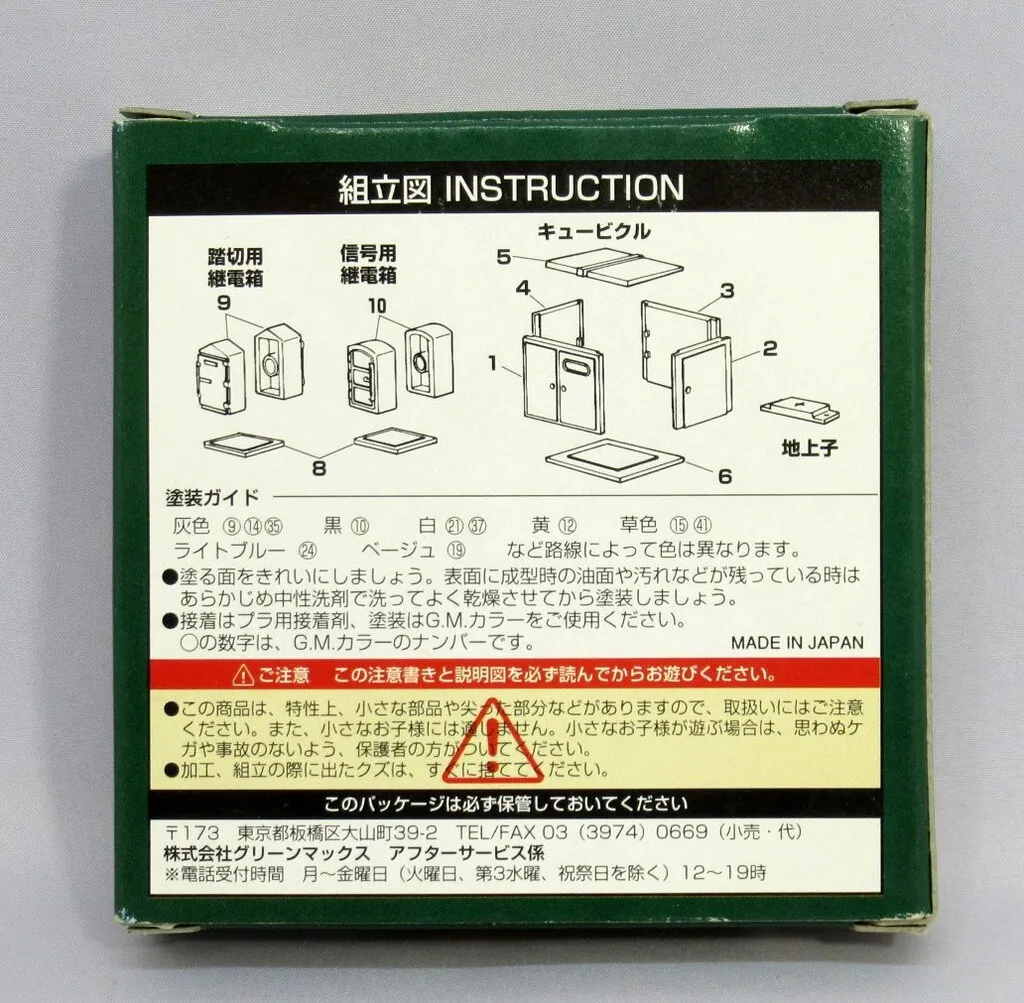 組立図 INSTRUCTION
キュービクル
踏切用
継電箱
信号用
継電箱
5
9
10
4
3
1
2
地上子
8
6
塗装ガイド
灰色 ⑨⑭㉟ 黒 ⑩ 白 ㉑㊲ 黄 ⑫ 草色 ⑮㊶
ライトブルー ㉔ ベージュ ⑲ など路線によって色は異なります。
●塗る面をきれいにしましょう。表面に成型時の油面や汚れなどが残っている時は
あらかじめ中性洗剤で洗ってよく乾燥させてから塗装しましょう。
●接着はプラ用接着剤、塗装はG.M.カラーをご使用ください。
○の数字は、G.M.カラーのナンバーです。
MADE IN JAPAN
ご注意 この注意書きと説明図を必ず読んでからお遊びください。
●この商品は、特性上、小さな部品や尖った部分などがありますので、取扱いにはご注意
ください。また、小さなお子様には適しません。小さなお子様が遊ぶ場合は、思わぬケ
ガや事故のないよう、保護者の方がついてください。
●加工、組立の際に出たクズは、すぐに捨ててください。
このパッケージは必ず保管しておいてください
〒173 東京都板橋区大山町39-2 TEL/FAX 03（3974）0669（小売・代）
株式会社グリーンマックス アフターサービス係
※電話受付時間 月〜金曜日（火曜日、第3水曜、祝祭日を除く）12〜19時